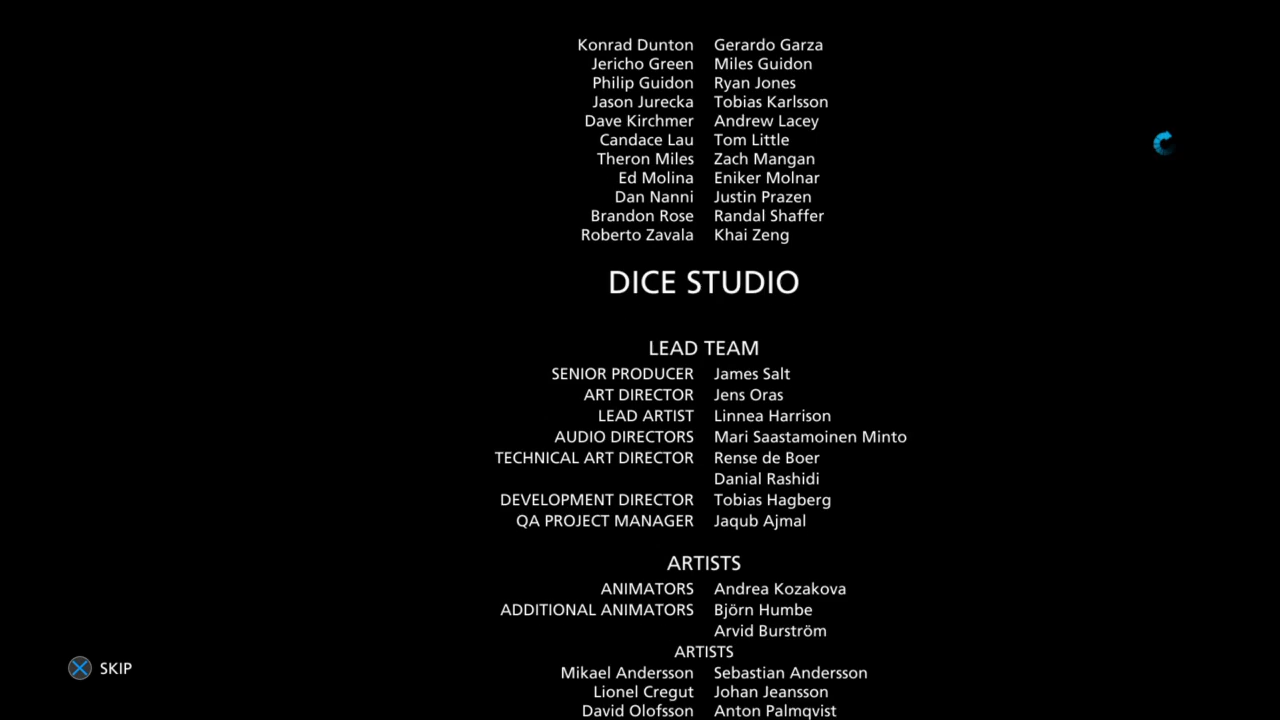 Konrad Dunton Gerardo Garza
Jericho Green Miles Guidon
Philip Guidon Ryan Jones
Jason Jurecka Tobias Karlsson
Dave Kirchmer Andrew Lacey
Candace Lau Tom Little
Theron Miles Zach Mangan
Ed Molina Eniker Molnar
Dan Nanni Justin Prazen
Brandon Rose Randal Shaffer
Roberto Zavala Khai Zeng
DICE STUDIO
LEAD TEAM
SENIOR PRODUCER James Salt
ART DIRECTOR Jens Oras
LEAD ARTIST Linnea Harrison
AUDIO DIRECTORS Mari Saastamoinen Minto
TECHNICAL ART DIRECTOR Rense de Boer
Danial Rashidi
DEVELOPMENT DIRECTOR Tobias Hagberg
QA PROJECT MANAGER Jaqub Ajmal
ARTISTS
ANIMATORS Andrea Kozakova
ADDITIONAL ANIMATORS Björn Humbe
Arvid Burström
ARTISTS
Mikael Andersson Sebastian Andersson
Lionel Cregut Johan Jeansson
David Olofsson Anton Palmqvist
SKIP